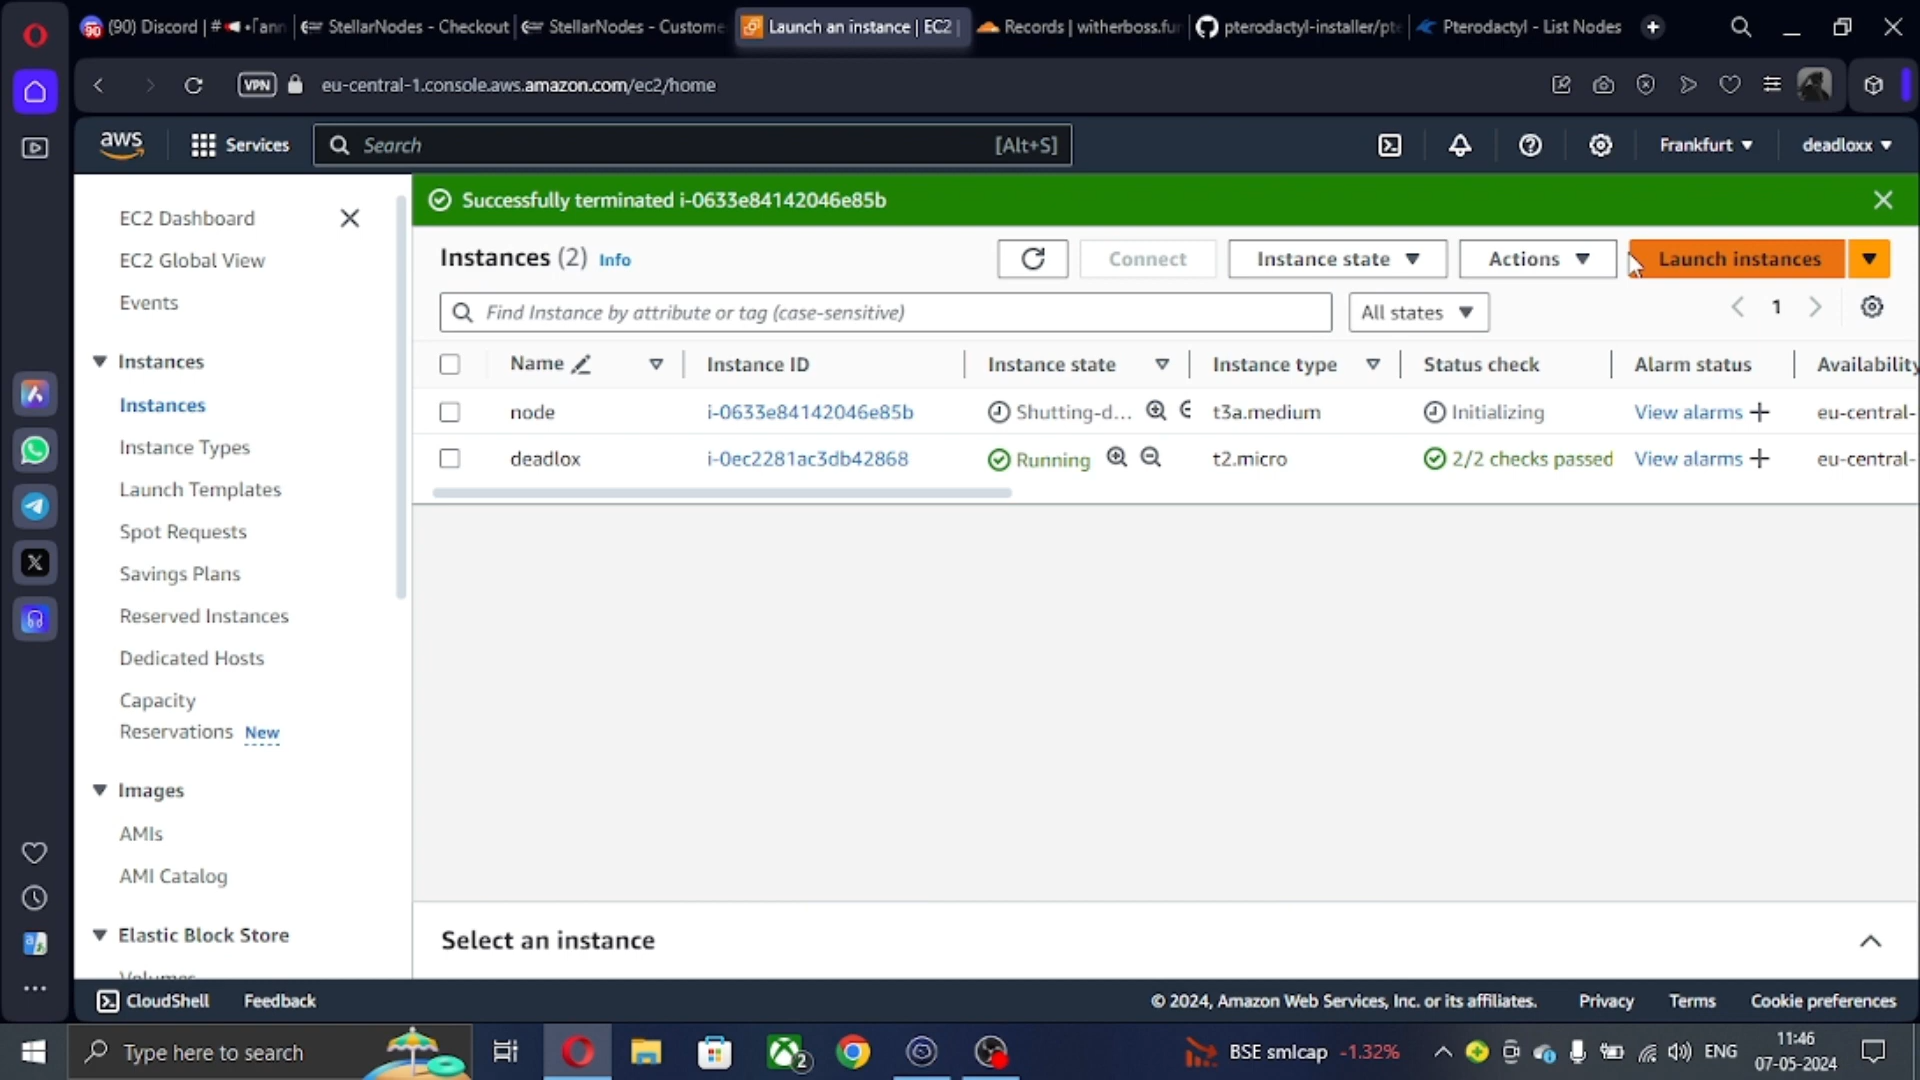 (90) Discord | # •「ann
StellarNodes - Checkout
StellarNodes - Custome
Launch an instance | EC2 |
Records | witherboss.fun
pterodactyl-installer/pte
Pterodactyl - List Nodes
VPN
eu-central-1.console.aws.amazon.com/ec2/home
aws
Services
Search
[Alt+S]
Frankfurt
deadloxx
Successfully terminated i-0633e84142046e85b
EC2 Dashboard
EC2 Global View
Events
Instances
Instances
Instance Types
Launch Templates
Spot Requests
Savings Plans
Reserved Instances
Dedicated Hosts
Capacity
Reservations New
Images
AMIs
AMI Catalog
Elastic Block Store
Volumes
Instances (2) Info
Connect
Instance state
Actions
Launch instances
Find Instance by attribute or tag (case-sensitive)
All states
1
Name Instance ID Instance state Instance type Status check Alarm status Availability
node i-0633e84142046e85b Shutting-d... t3a.medium Initializing View alarms + eu-central-
deadlox i-0ec2281ac3db42868 Running t2.micro 2/2 checks passed View alarms + eu-central-
Select an instance
CloudShell Feedback
© 2024, Amazon Web Services, Inc. or its affiliates. Privacy Terms Cookie preferences
Type here to search
2
BSE smlcap -1.32%
ENG
11:46
07-05-2024